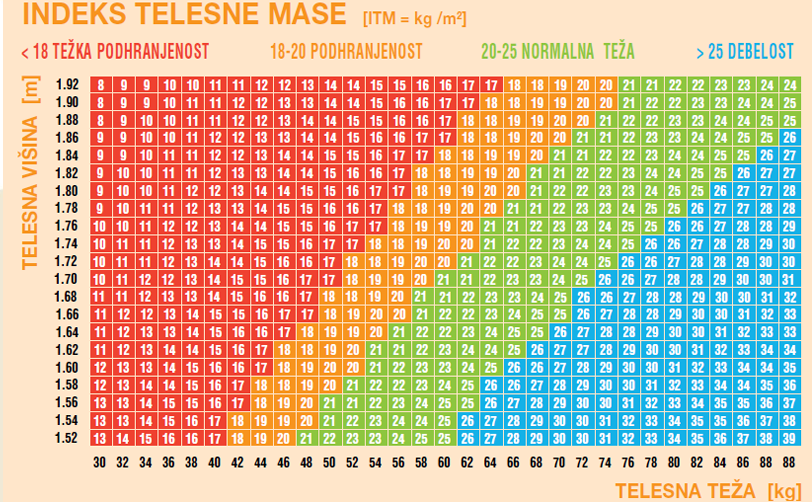 INDEKS TELESNE MASE [ITM = kg /m²]
< 18 TEŽKA PODHRANJENOST 18-20 PODHRANJENOST 20-25 NORMALNA TEŽA > 25 DEBELOST
TELESNA VIŠINA [m]
1.92 8 9 9 10 10 11 11 12 12 13 14 14 15 15 16 16 17 17 18 18 19 20 20 21 21 22 22 23 23 24 24
1.90 8 9 9 10 11 11 12 12 13 13 14 14 15 16 16 17 17 18 18 19 19 20 20 21 22 22 23 23 24 24 25
1.88 8 9 10 10 11 11 12 12 13 14 14 15 15 16 16 17 18 18 19 19 20 20 21 21 22 23 23 24 24 25 25
1.86 9 9 10 10 11 12 12 13 13 14 14 15 16 16 17 17 18 18 19 20 20 21 21 22 23 23 24 24 25 25 26
1.84 9 9 10 11 11 12 12 13 14 14 15 15 16 17 17 18 18 19 19 20 21 21 22 22 23 24 24 25 25 26 27
1.82 9 10 10 11 11 12 13 13 14 14 15 16 16 17 18 18 19 19 20 21 21 22 22 23 24 24 25 25 26 27 27
1.80 9 10 10 11 12 12 13 14 14 15 15 16 17 17 18 19 19 20 20 21 22 22 23 23 24 25 25 26 27 27 28
1.78 9 10 11 11 12 13 13 14 15 15 16 16 17 18 18 19 20 20 21 21 22 23 23 24 25 25 26 27 27 28 28
1.76 10 10 11 12 12 13 14 14 15 15 16 17 17 18 19 19 20 21 21 22 23 23 24 25 25 26 26 27 28 28 29
1.74 10 11 11 12 13 13 14 15 15 16 17 17 18 18 19 20 20 21 22 22 23 24 24 25 26 26 27 28 28 29 30
1.72 10 11 11 12 13 14 14 15 16 16 17 18 18 19 20 20 21 22 22 23 24 24 25 26 26 27 28 28 29 30 30
1.70 10 11 12 12 13 14 15 15 16 17 17 18 19 19 20 21 21 22 23 24 24 25 26 26 27 28 28 29 30 30 31
1.68 11 11 12 13 13 14 15 16 16 17 18 18 19 20 21 21 22 23 23 24 25 26 26 27 28 28 29 30 30 31 32
1.66 11 12 12 13 14 15 15 16 17 17 18 19 20 20 21 22 23 23 24 25 25 26 27 28 28 29 30 30 31 32 33
1.64 11 12 13 13 14 15 16 16 17 18 19 19 20 21 22 22 23 24 25 25 26 27 28 28 29 30 30 31 32 33 33
1.62 11 12 13 14 14 15 16 17 18 18 19 20 21 21 22 23 24 24 25 26 27 27 28 29 30 30 31 32 33 34 34
1.60 12 13 13 14 15 16 16 17 18 19 20 20 21 22 23 23 24 25 26 27 27 28 29 30 30 31 32 33 34 34 35
1.58 12 13 14 14 15 16 17 18 18 19 20 21 22 22 23 24 25 26 26 27 28 29 30 30 31 32 33 34 34 35 36
1.56 12 13 14 15 16 16 17 18 19 20 21 21 22 23 24 25 25 26 27 28 29 30 30 31 32 33 34 35 35 36 37
1.54 13 13 14 15 16 17 18 19 19 20 21 22 23 24 24 25 26 27 28 29 30 30 31 32 33 34 35 35 36 37 38
1.52 13 14 15 16 16 17 18 19 20 21 22 23 23 24 25 26 27 28 29 29 30 31 32 33 34 35 35 36 37 38 39
30 32 34 36 38 40 42 44 46 48 50 52 54 56 58 60 62 64 66 68 70 72 74 76 78 80 82 84 86 88 88
TELESNA TEŽA [kg]